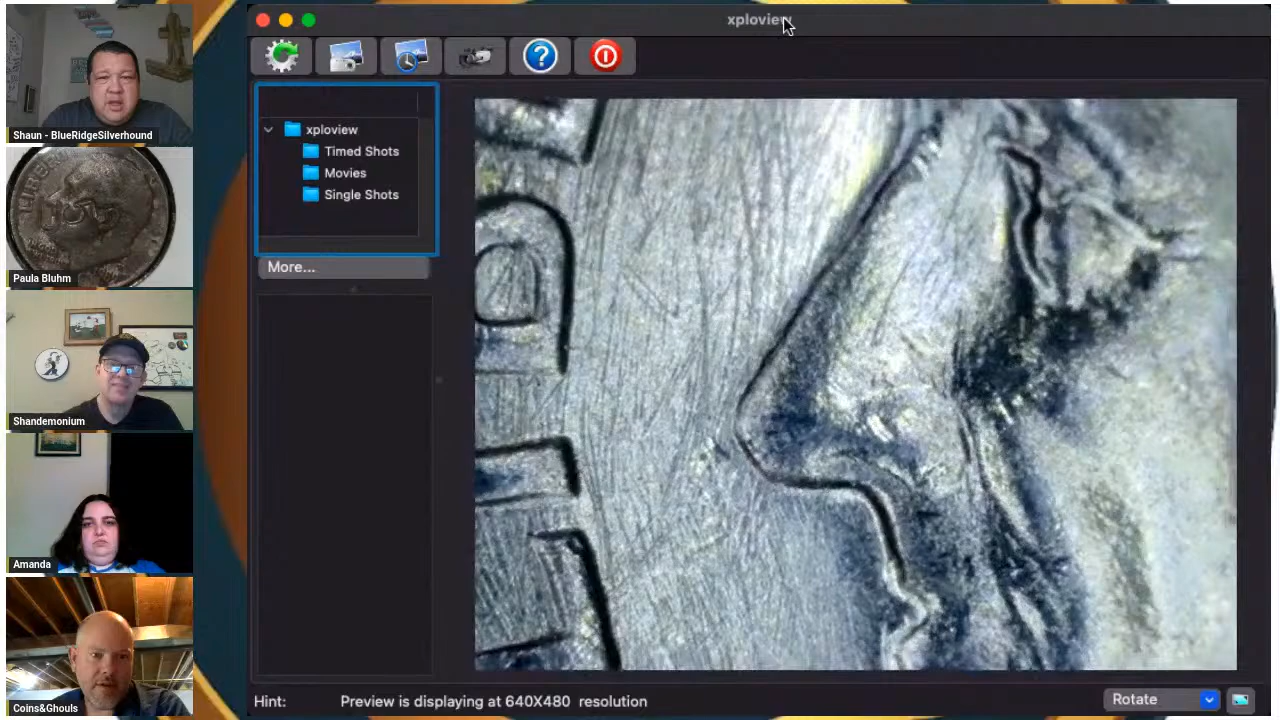 xploview
Shaun - BlueRidgeSilverhound
Paula Bluhm
Shandemonium
Amanda
Coins&Ghouls
xploview
Timed Shots
Movies
Single Shots
More...
Hint: Preview is displaying at 640X480 resolution
Rotate